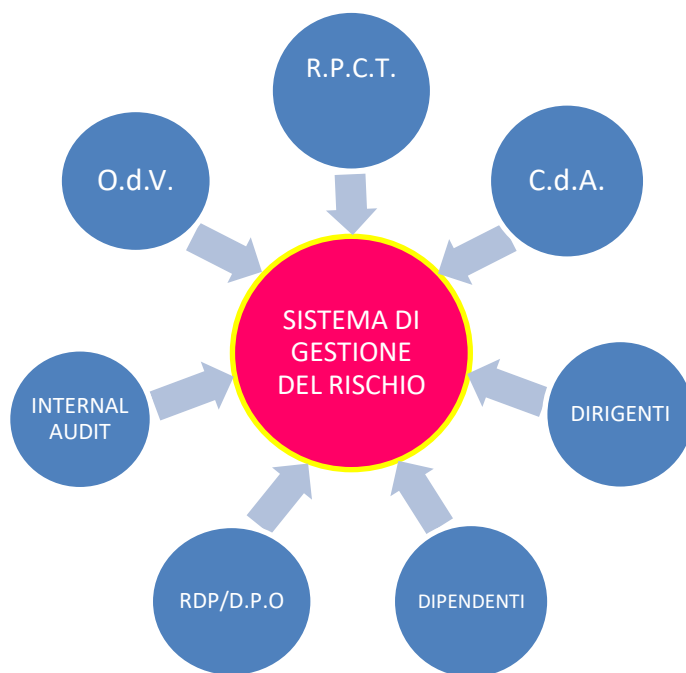 R.P.C.T.
O.d.V.
C.d.A.
SISTEMA DI
GESTIONE
DEL RISCHIO
INTERNAL
AUDIT
DIRIGENTI
RDP/D.P.O
DIPENDENTI